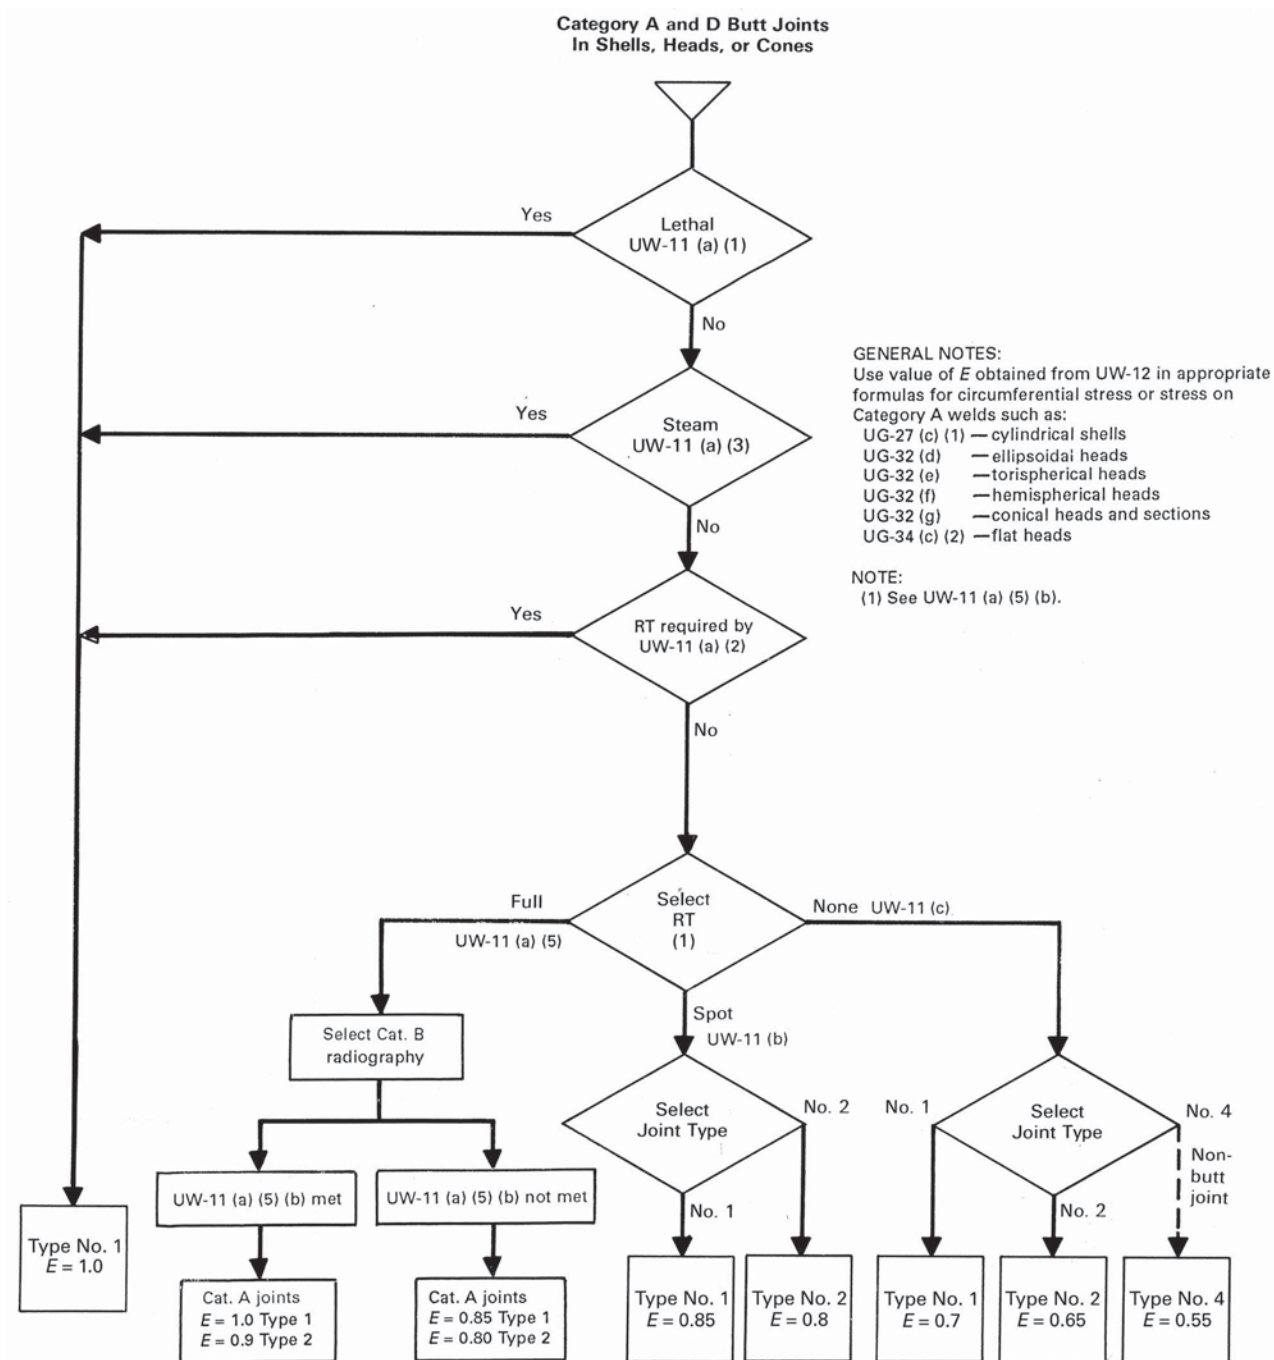 Category A and D Butt Joints
In Shells, Heads, or Cones
Yes
Lethal
UW-11 (a) (1)
No
Yes
Steam
UW-11 (a) (3)
No
GENERAL NOTES:
Use value of E obtained from UW-12 in appropriate
formulas for circumferential stress or stress on
Category A welds such as:
UG-27 (c) (1) — cylindrical shells
UG-32 (d) — ellipsoidal heads
UG-32 (e) — torispherical heads
UG-32 (f) — hemispherical heads
UG-32 (g) — conical heads and sections
UG-34 (c) (2) — flat heads
NOTE:
(1) See UW-11 (a) (5) (b).
Yes
RT required by
UW-11 (a) (2)
No
Full
UW-11 (a) (5)
Select
RT
(1)
None UW-11 (c)
Spot
UW-11 (b)
Select Cat. B
radiography
Select
Joint Type
No. 2
No. 1
No. 1
Select
Joint Type
No. 4
Non-
butt
joint
No. 2
UW-11 (a) (5) (b) met
UW-11 (a) (5) (b) not met
Type No. 1
E = 1.0
Cat. A joints
E = 1.0 Type 1
E = 0.9 Type 2
Cat. A joints
E = 0.85 Type 1
E = 0.80 Type 2
Type No. 1
E = 0.85
Type No. 2
E = 0.8
Type No. 1
E = 0.7
Type No. 2
E = 0.65
Type No. 4
E = 0.55